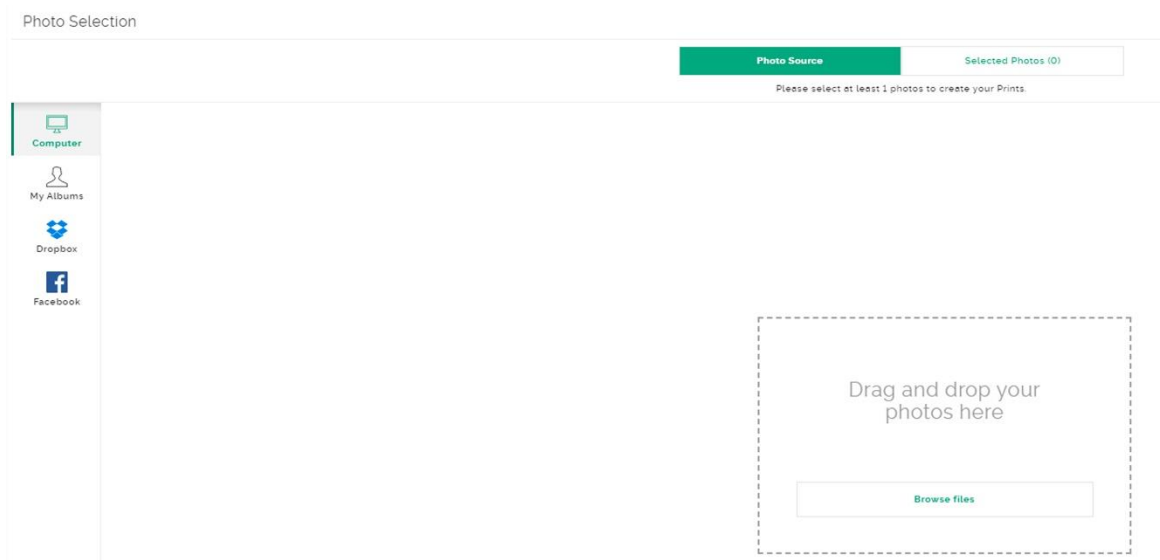 Photo Selection
Photo Source
Selected Photos (0)
Please select at least 1 photos to create your Prints.
Computer
My Albums
Dropbox
Facebook
Drag and drop your
photos here
Browse files